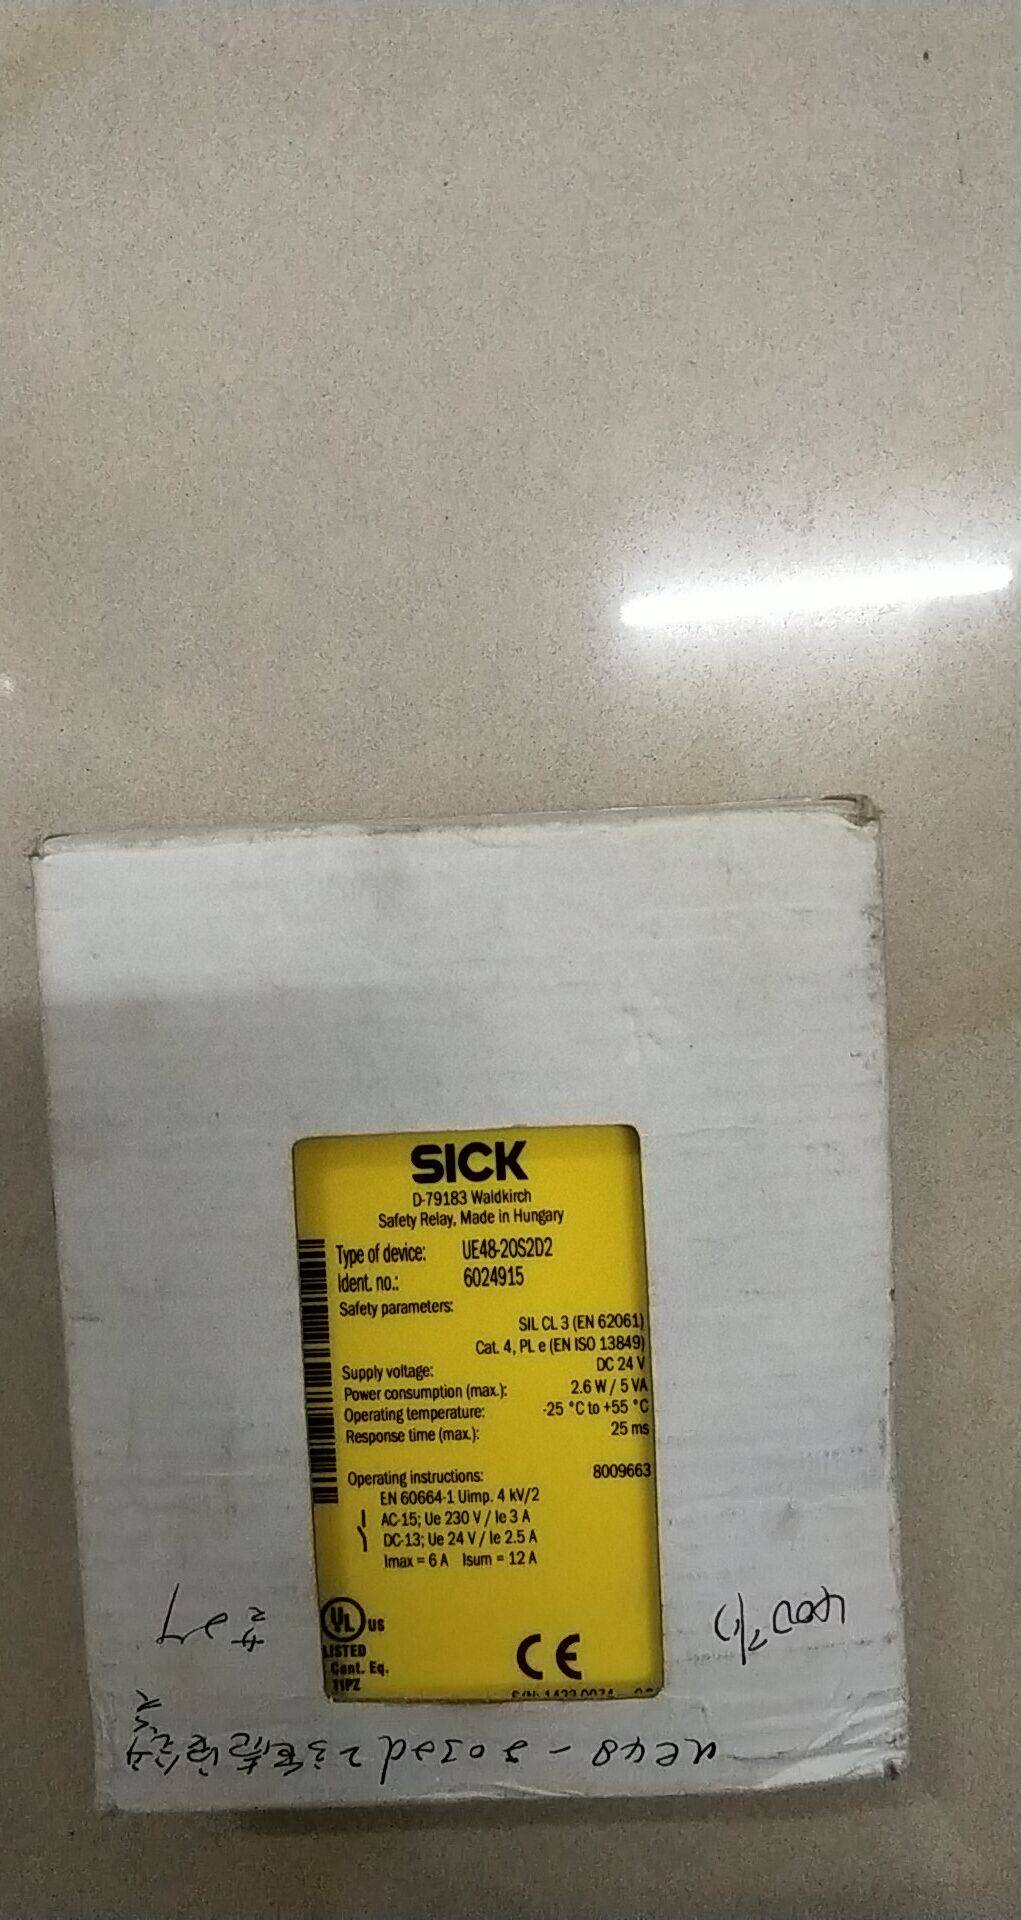 SICK
D-79183 Waldkirch
Safety Relay, Made in Hungary
Type of device: UE48-2OS2D2
Ident. no.: 6024915
Safety parameters:
SIL CL 3 (EN 62061)
Cat. 4, PL e (EN ISO 13849)
Supply voltage: DC 24 V
Power consumption (max.): 2.6 W / 5 VA
Operating temperature: -25 °C to +55 °C
Response time (max.): 25 ms
Operating instructions: 8009663
EN 60664-1 Uimp. 4 kV/2
AC-15; Ue 230 V / Ie 3 A
DC-13; Ue 24 V / Ie 2.5 A
Imax = 6 A Isum = 12 A
UL US
LISTED
Cont. Eq.
11PZ
CE